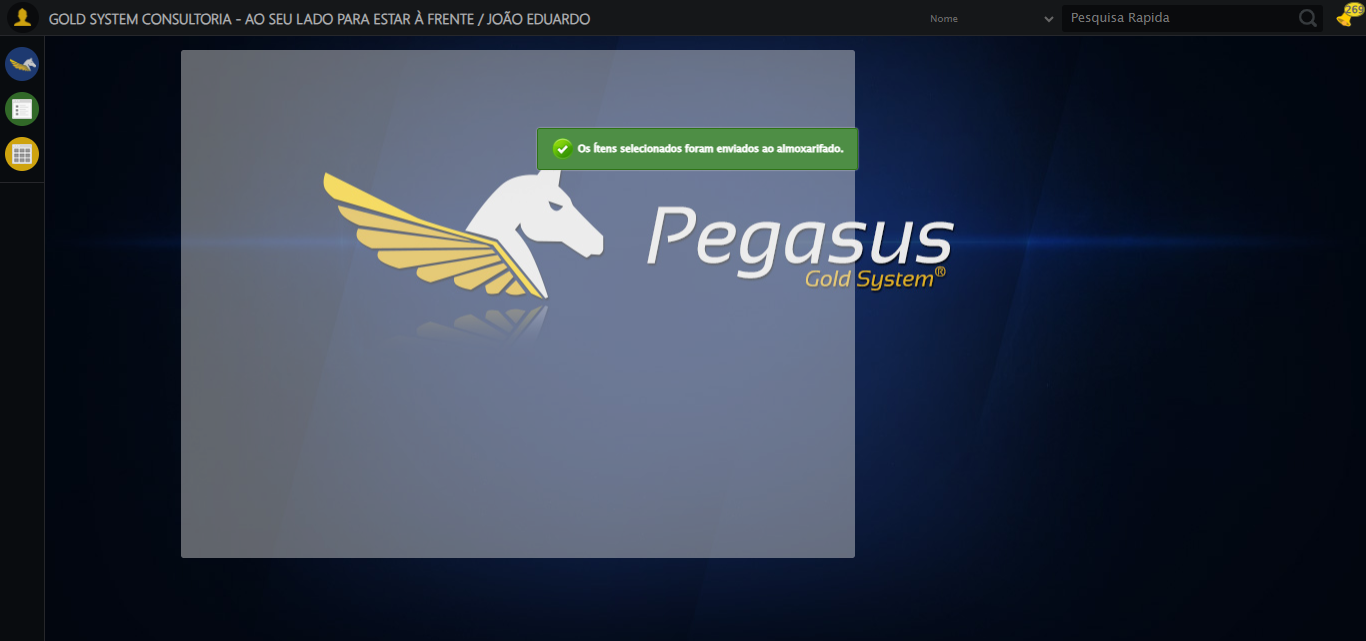 GOLD SYSTEM CONSULTORIA - AO SEU LADO PARA ESTAR À FRENTE / JOÃO EDUARDO
Nome
Pesquisa Rapida
269
Os Ítens selecionados foram enviados ao almoxarifado.
Pegasus
Gold System®